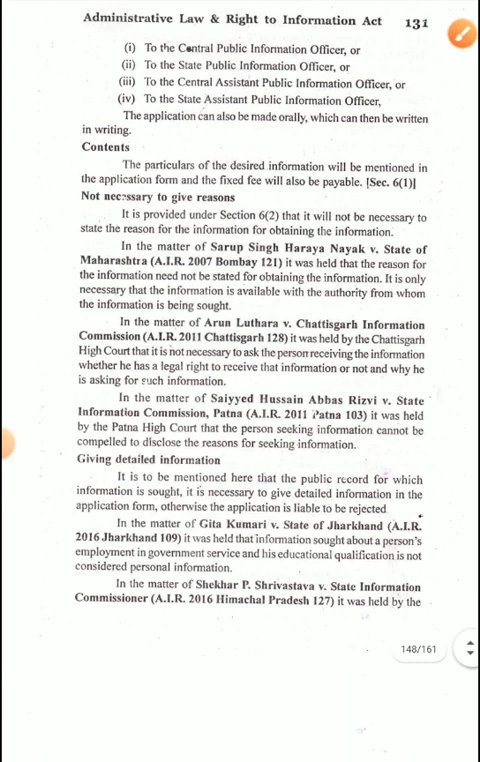 Administrative Law & Right to Information Act 131
(i) To the Central Public Information Officer, or
(ii) To the State Public Information Officer, or
(iii) To the Central Assistant Public Information Officer, or
(iv) To the State Assistant Public Information Officer,
The application can also be made orally, which can then be written
in writing.
Contents
The particulars of the desired information will be mentioned in
the application form and the fixed fee will also be payable. [Sec. 6(1)]
Not necessary to give reasons
It is provided under Section 6(2) that it will not be necessary to
state the reason for the information for obtaining the information.
In the matter of Sarup Singh Haraya Nayak v. State of
Maharashtra (A.I.R. 2007 Bombay 121) it was held that the reason for
the information need not be stated for obtaining the information. It is only
necessary that the information is available with the authority from whom
the information is being sought.
In the matter of Arun Luthara v. Chattisgarh Information
Commission (A.I.R. 2011 Chattisgarh 128) it was held by the Chattisgarh
High Court that it is not necessary to ask the person receiving the information
whether he has a legal right to receive that information or not and why he
is asking for such information.
In the matter of Saiyyed Hussain Abbas Rizvi v. State
Information Commission, Patna (A.I.R. 2011 Patna 103) it was held
by the Patna High Court that the person seeking information cannot be
compelled to disclose the reasons for seeking information.
Giving detailed information
It is to be mentioned here that the public record for which
information is sought, it is necessary to give detailed information in the
application form, otherwise the application is liable to be rejected
In the matter of Gita Kumari v. State of Jharkhand (A.I.R.
2016 Jharkhand 109) it was held that information sought about a person's
employment in government service and his educational qualification is not
considered personal information.
In the matter of Shekhar P. Shrivastava v. State Information
Commissioner (A.I.R. 2016 Himachal Pradesh 127) it was held by the
148/161